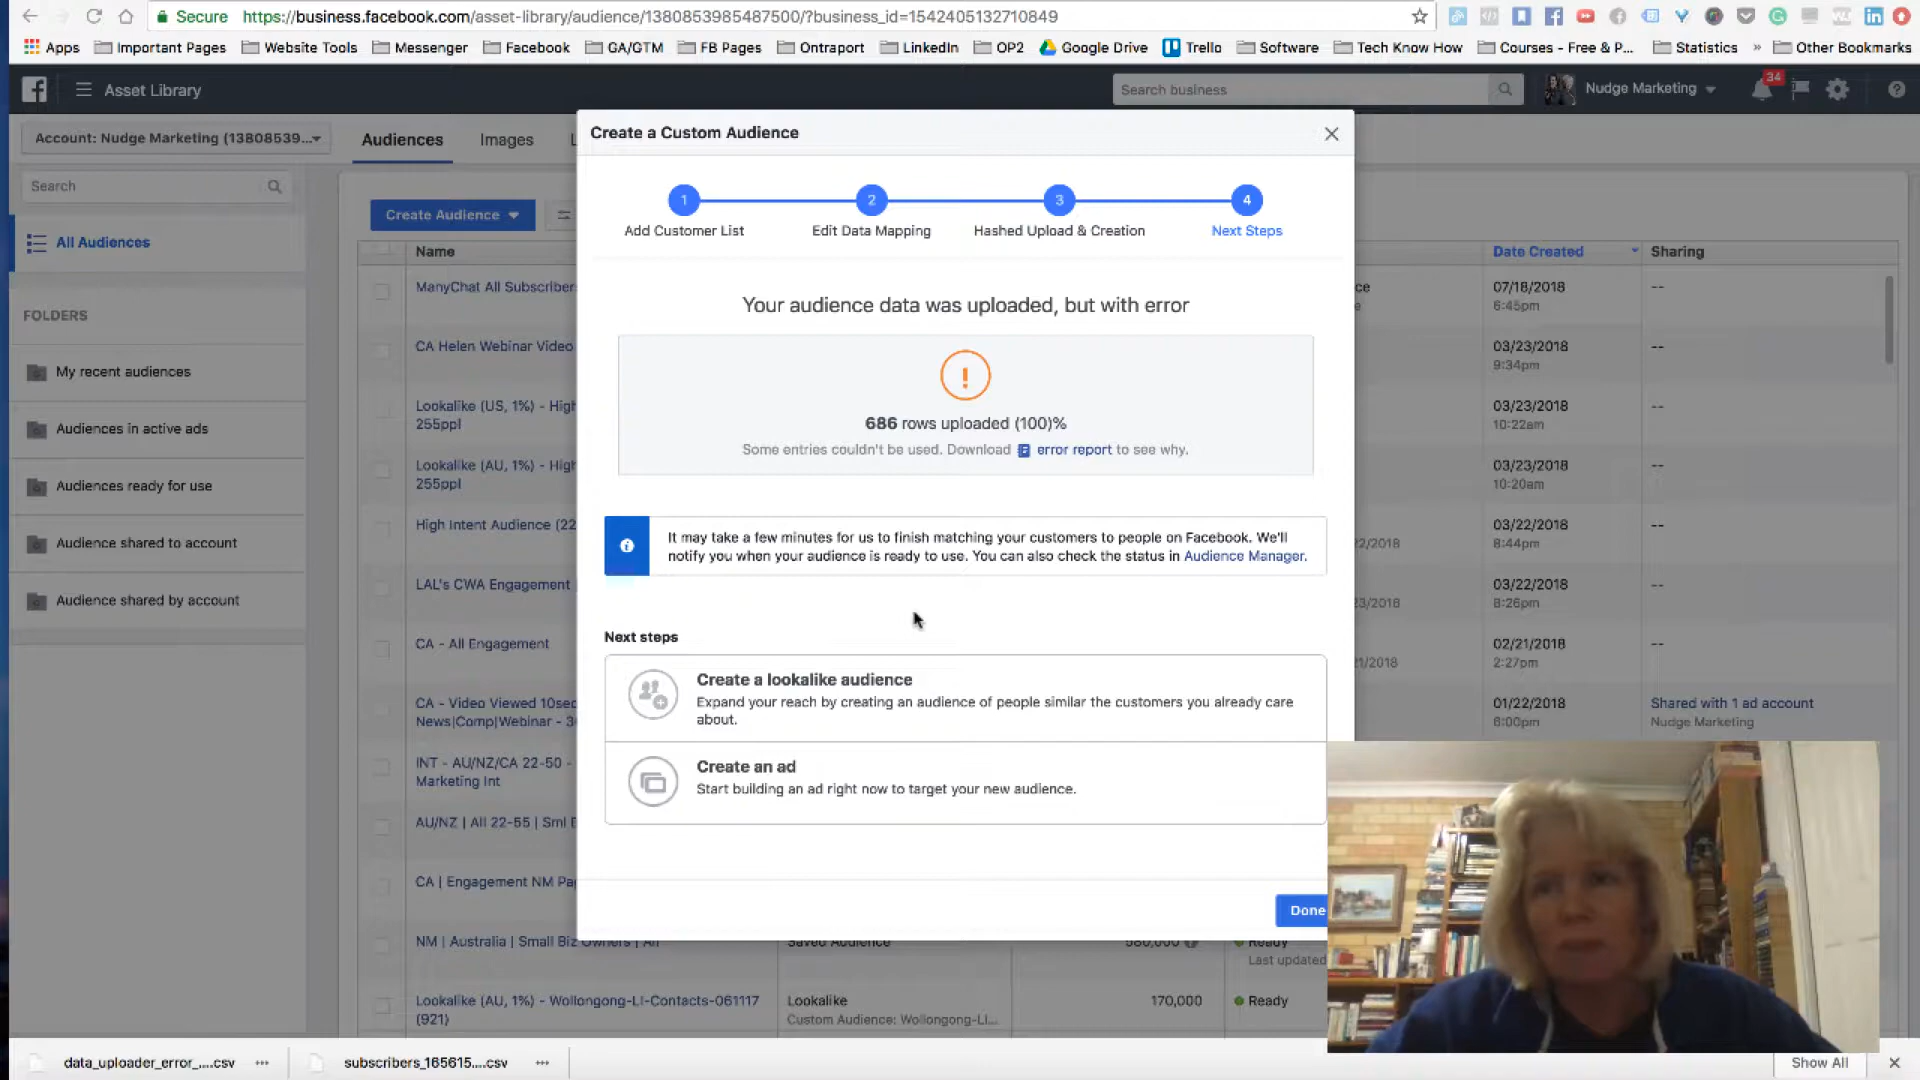 Secure https://business.facebook.com/asset-library/audience/1380853985487500/?business_id=1542405132710849
Apps Important Pages Website Tools Messenger Facebook GA/GTM FB Pages Ontraport LinkedIn OP2 Google Drive Trello Software Tech Know How Courses - Free & P... Statistics » Other Bookmarks
Asset Library Search business Nudge Marketing 34
Account: Nudge Marketing (13808539... Audiences Images
Search
Create Audience
All Audiences
FOLDERS
My recent audiences
Audiences in active ads
Audiences ready for use
Audience shared to account
Audience shared by account
Name Date Created Sharing
ManyChat All Subscriber 07/18/2018 --
6:45pm
CA Helen Webinar Video 03/23/2018 --
9:34pm
Lookalike (US, 1%) - High 03/23/2018 --
255ppl 10:22am
Lookalike (AU, 1%) - High 03/23/2018 --
255ppl 10:20am
High Intent Audience (22 03/22/2018 --
22/2018 8:44pm
LAL's CWA Engagement 03/22/2018 --
23/2018 8:26pm
CA - All Engagement 02/21/2018 --
21/2018 2:27pm
CA - Video Viewed 10sec 01/22/2018 Shared with 1 ad account
News|Comp|Webinar - 3 6:00pm Nudge Marketing
INT - AU/NZ/CA 22-50 -
Marketing Int
AU/NZ | All 22-55 | Sml B
CA | Engagement NM Pa
NM | Australia | Small Biz Owners | All Saved Audience 580,000 Ready
Last updated
Lookalike (AU, 1%) - Wollongong-LI-Contacts-061117 Lookalike 170,000 Ready
(921) Custom Audience: Wollongong-LI...
Create a Custom Audience
1 2 3 4
Add Customer List Edit Data Mapping Hashed Upload & Creation Next Steps
Your audience data was uploaded, but with error
686 rows uploaded (100)%
Some entries couldn't be used. Download error report to see why.
It may take a few minutes for us to finish matching your customers to people on Facebook. We'll
notify you when your audience is ready to use. You can also check the status in Audience Manager.
Next steps
Create a lookalike audience
Expand your reach by creating an audience of people similar the customers you already care
about.
Create an ad
Start building an ad right now to target your new audience.
Done
data_uploader_error_....csv subscribers_165615....csv Show All